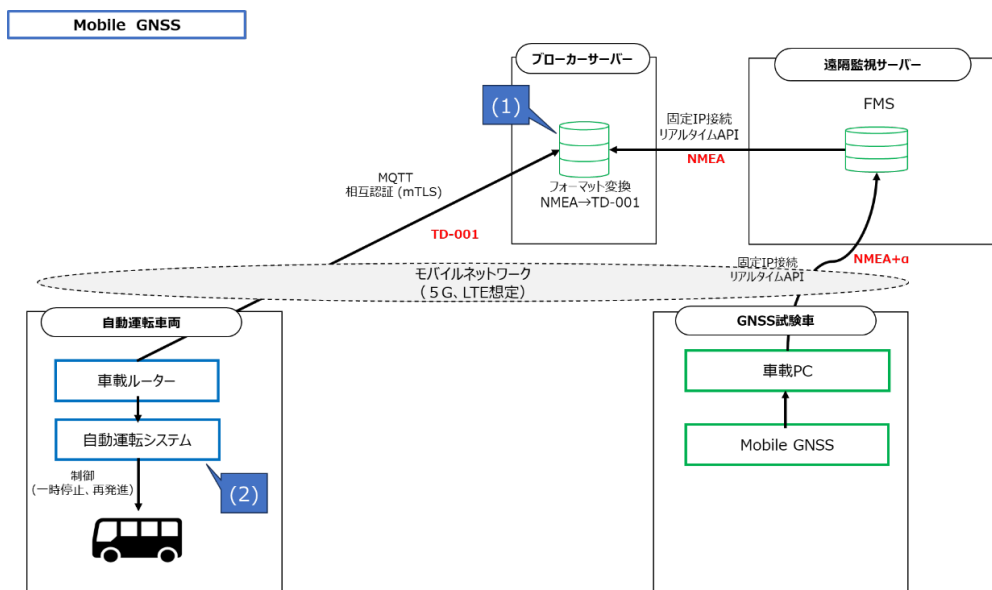 Mobile GNSS
ブローカーサーバー
遠隔監視サーバー
(1)
FMS
固定IP接続
リアルタイムAPI
NMEA
MQTT
相互認証 (mTLS)
フォーマット変換
NMEA→TD-001
TD-001
固定IP接続
リアルタイムAPI
NMEA+α
モバイルネットワーク
(５G、LTE想定)
自動運転車両
GNSS試験車
車載ルーター
車載PC
自動運転システム
Mobile GNSS
制御
(一時停止、再発進)
(2)